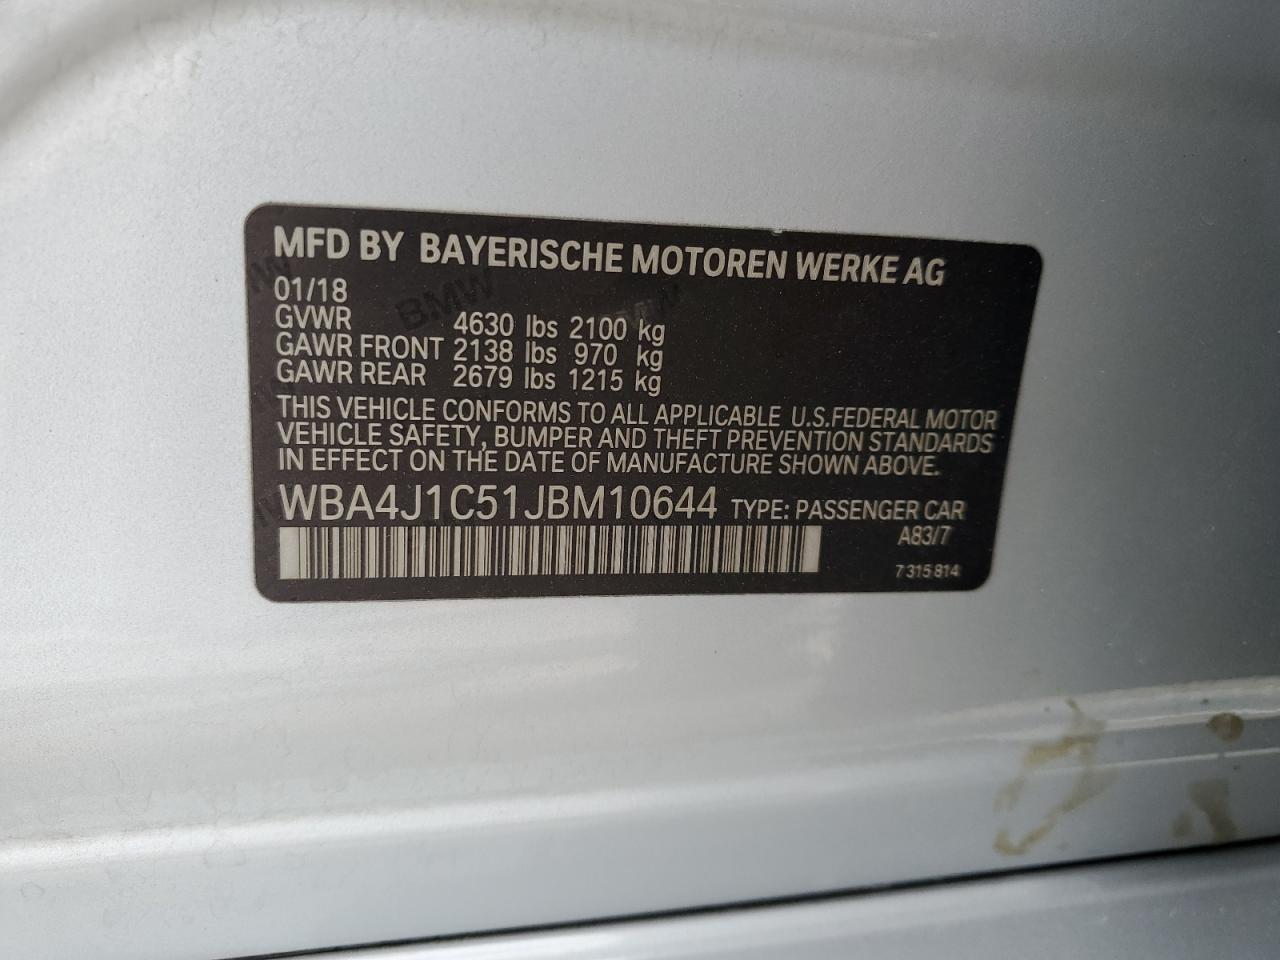 MFD BY BAYERISCHE MOTOREN WERKE AG
01/18
GVWR 4630 lbs 2100 kg
GAWR FRONT 2138 lbs 970 kg
GAWR REAR 2679 lbs 1215 kg
THIS VEHICLE CONFORMS TO ALL APPLICABLE U.S.FEDERAL MOTOR
VEHICLE SAFETY, BUMPER AND THEFT PREVENTION STANDARDS
IN EFFECT ON THE DATE OF MANUFACTURE SHOWN ABOVE.
WBA4J1C51JBM10644 TYPE: PASSENGER CAR
A83/7
7 315 814
BMW